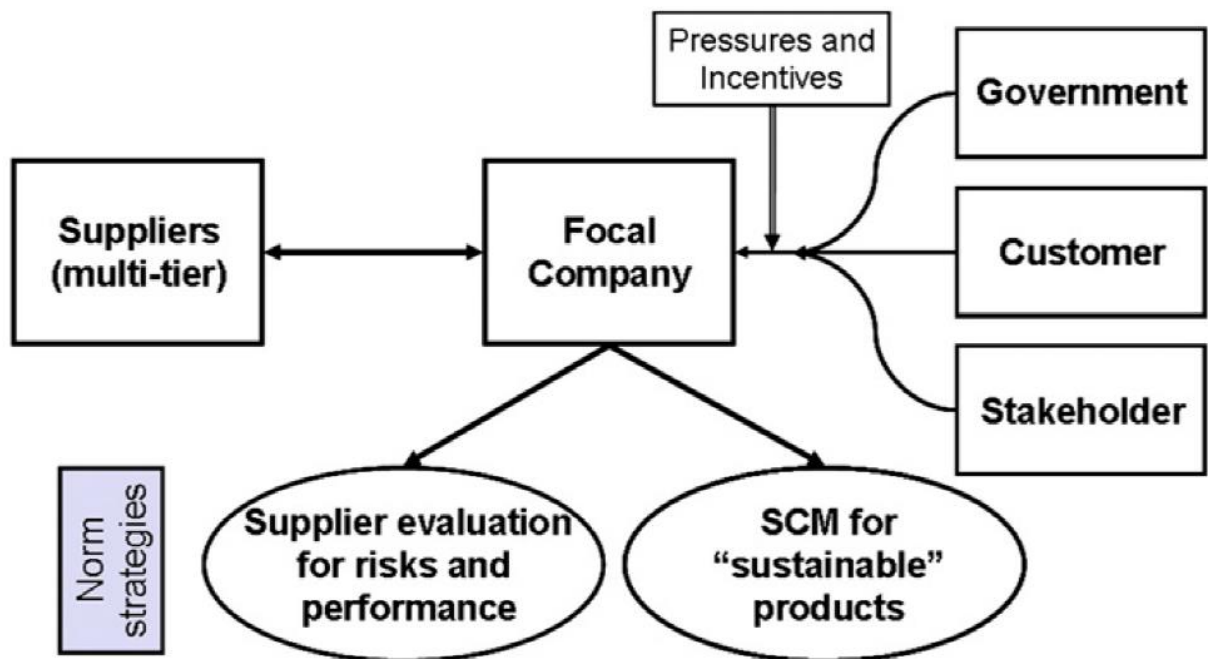 Pressures and
Incentives
Government
Suppliers
(multi-tier)
Focal
Company
Customer
Stakeholder
Norm
strategies
Supplier evaluation
for risks and
performance
SCM for
“sustainable”
products